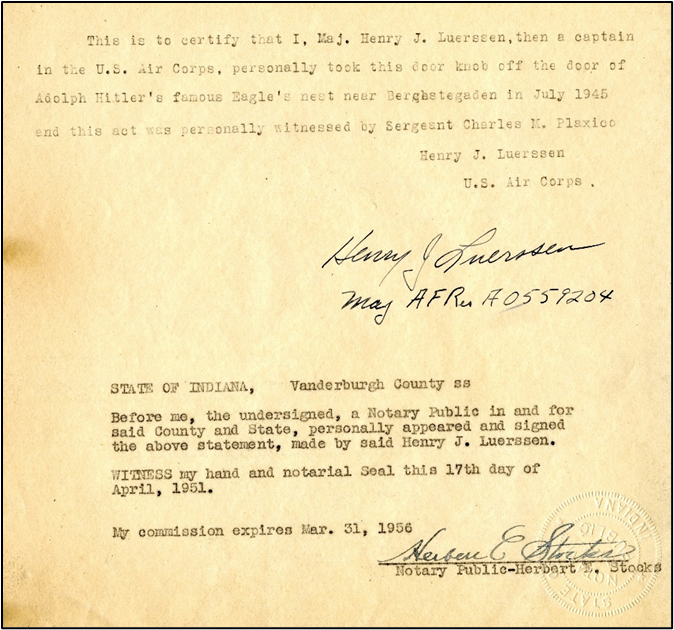 This is to certify that I, Maj. Henry J. Luerssen,then a captain
in the U.S. Air Corps, personally took this door knob off the door of
Adolph Hitler's famous Eagle's nest near Berchstegaden in July 1945
end this act was personally witnessed by Sergeant Charles M. Plaxico
Henry J. Luerssen
U.S. Air Corps .
Henry J Luerssen
Maj AFRes AO559204
STATE OF INDIANA, Vanderburgh County ss
Before me, the undersigned, a Notary Public in and for
said County and State, personally appeared and signed
the above statement, made by said Henry J. Luerssen.
WITNESS my hand and notarial Seal this 17th day of
April, 1951.
My commission expires Mar. 31, 1956
Herbert E Stocks
Notary Public-Herbert E. Stocks
INDIANA
STATE